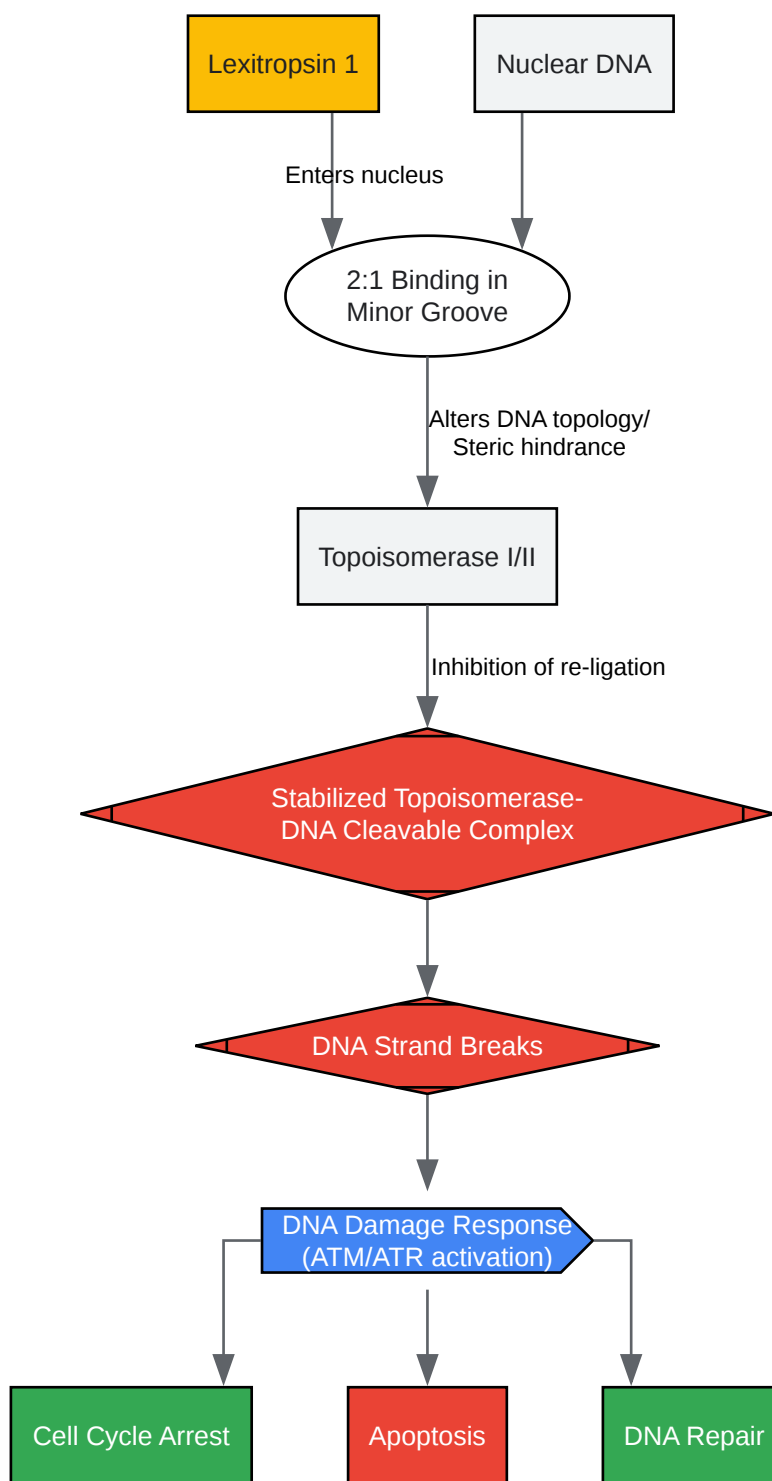 Lexitropsin 1
Nuclear DNA
Enters nucleus
2:1 Binding in
Minor Groove
Alters DNA topology/
Steric hindrance
Topoisomerase I/II
Inhibition of re-ligation
Stabilized Topoisomerase-
DNA Cleavable Complex
DNA Strand Breaks
DNA Damage Response
(ATM/ATR activation)
Cell Cycle Arrest
Apoptosis
DNA Repair